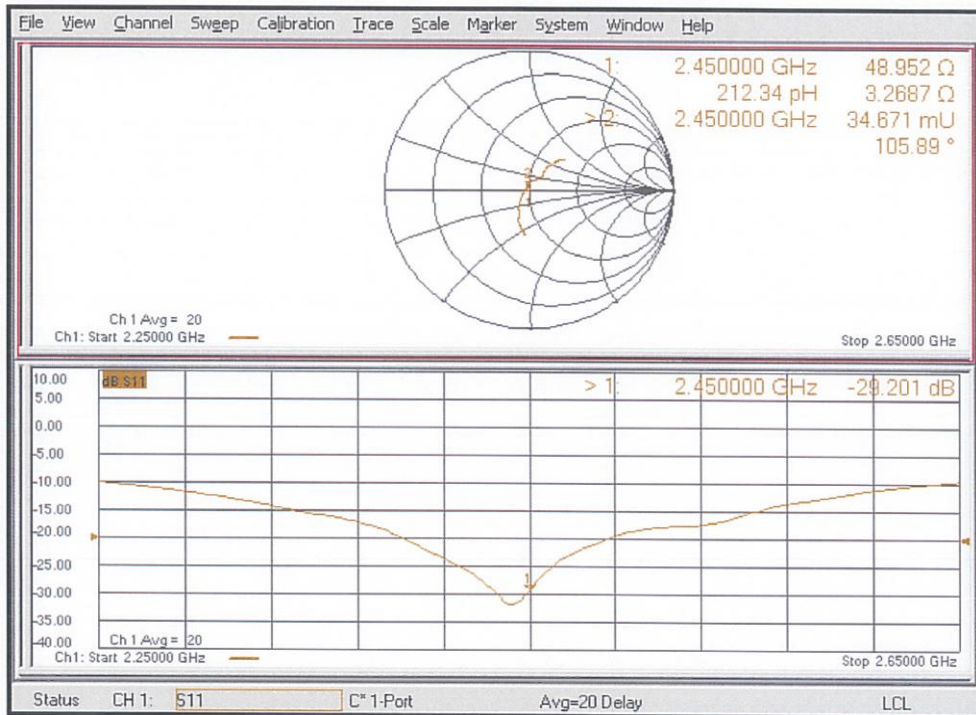 File View Channel Sweep Calibration Trace Scale Marker System Window Help
1: 2.450000 GHz 48.952 Ω
212.34 pH 3.2687 Ω
> 2: 2.450000 GHz 34.671 mU
105.89 °
Ch 1 Avg = 20
Ch1: Start 2.25000 GHz Stop 2.65000 GHz
10.00 dB S11 > 1: 2.450000 GHz -29.201 dB
5.00
0.00
-5.00
-10.00
-15.00
-20.00
-25.00
1
-30.00
-35.00
-40.00 Ch 1 Avg = 20
Ch1: Start 2.25000 GHz Stop 2.65000 GHz
Status CH 1: S11 C* 1-Port Avg=20 Delay LCL